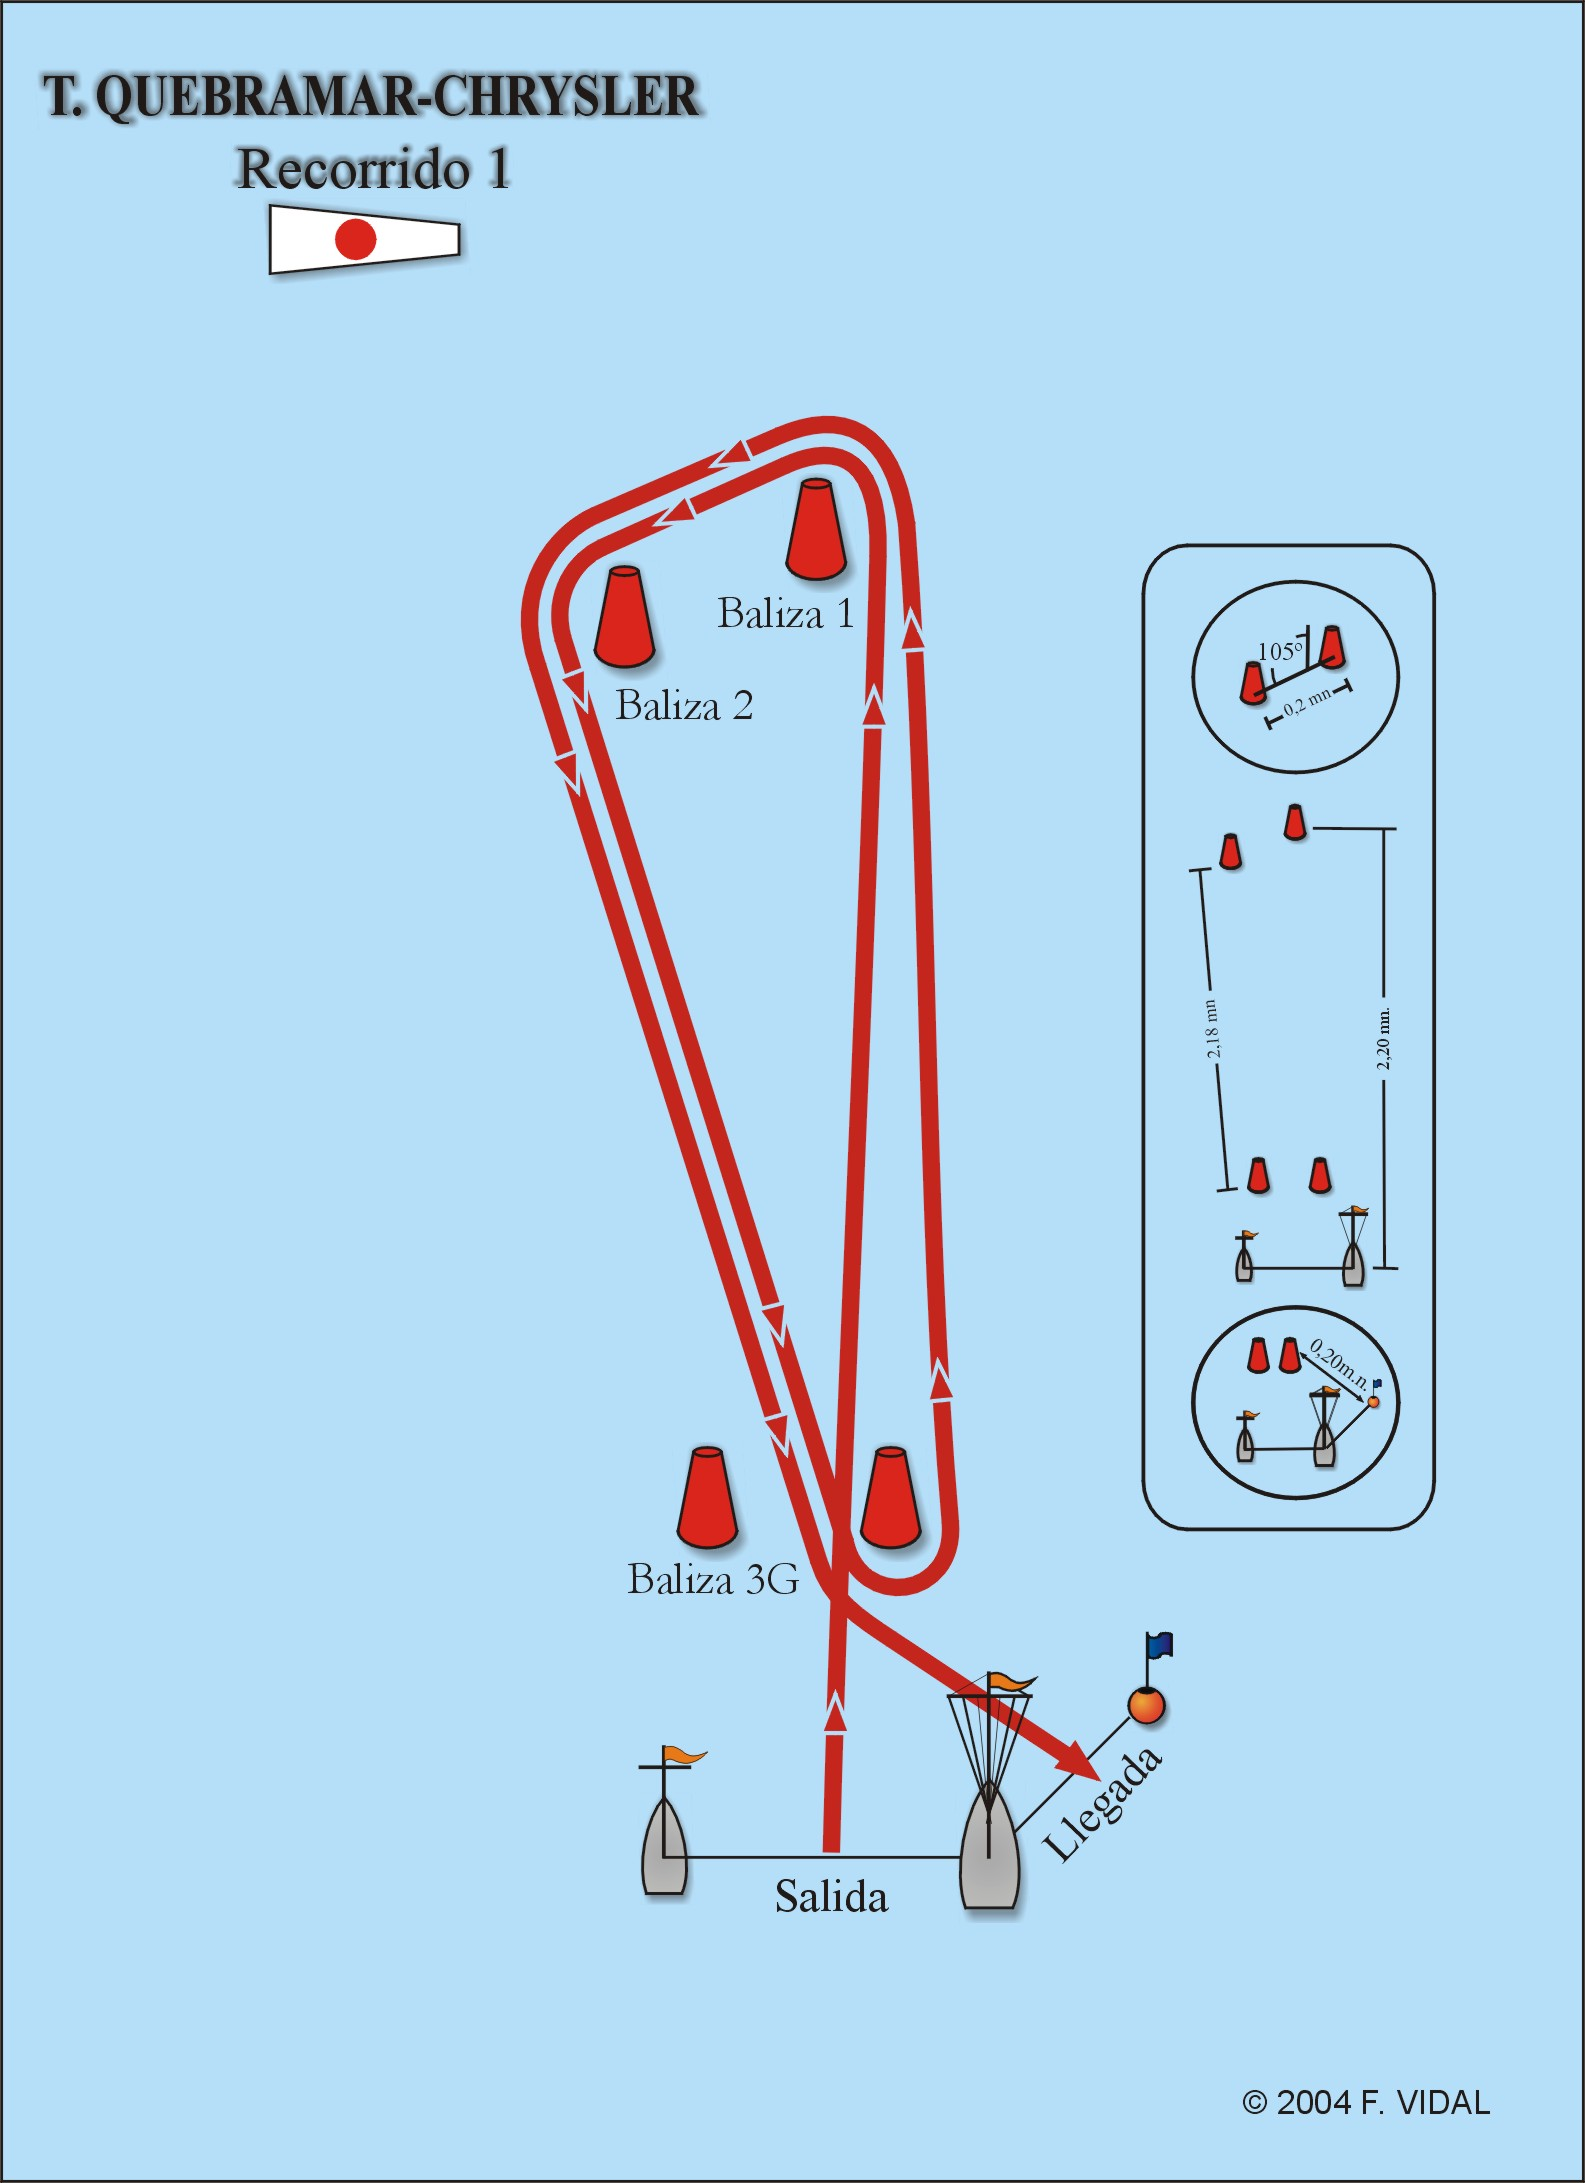 T. QUEBRAMAR-CHRYSLER
Recorrido 1
Baliza 1
Baliza 2
105º
0,2 mn
2,18 mn
2,20 mn.
0,20m.n.
Baliza 3G
Llegada
Salida
© 2004 F. VIDAL